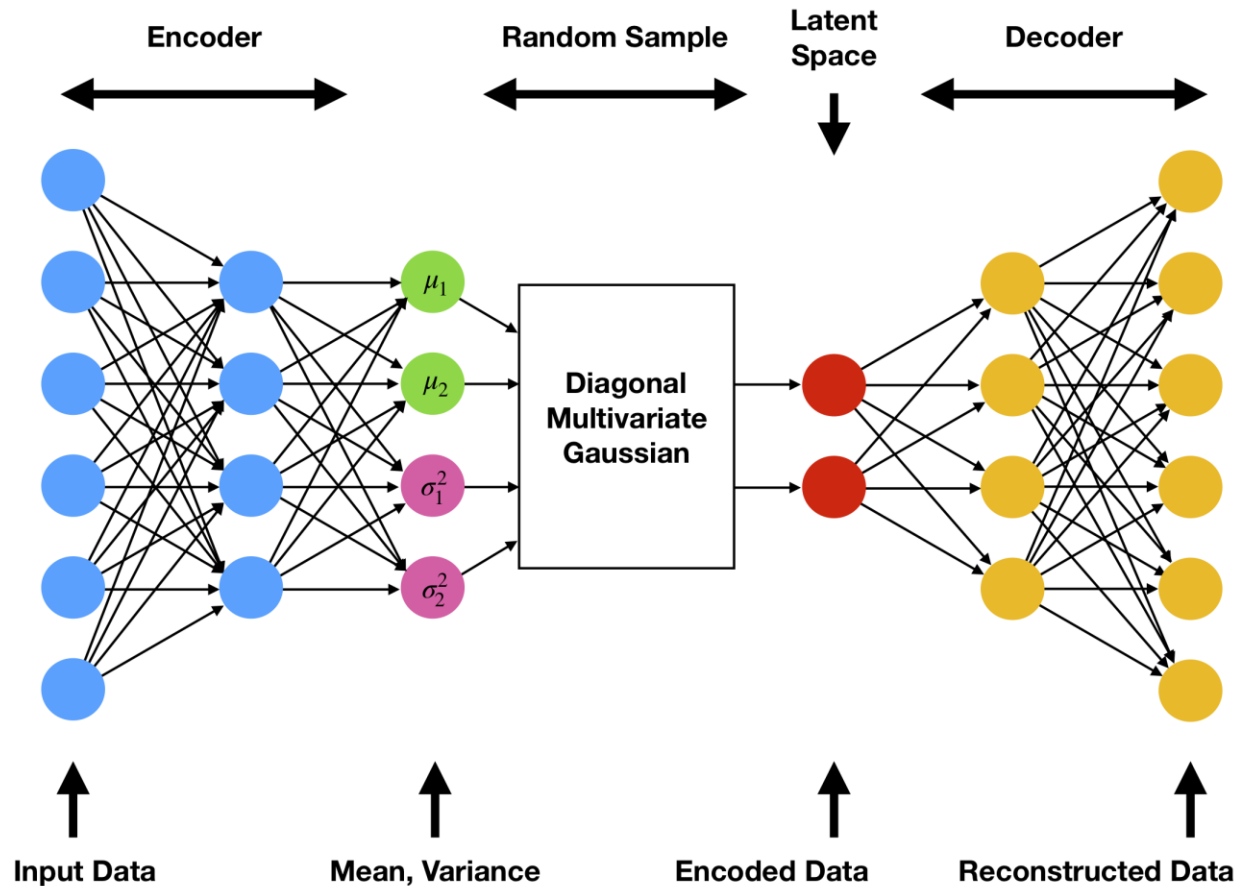 Encoder
Random Sample
Latent
Space
Decoder
μ₁
μ₂
σ₁²
σ₂²
Diagonal
Multivariate
Gaussian
Input Data
Mean, Variance
Encoded Data
Reconstructed Data